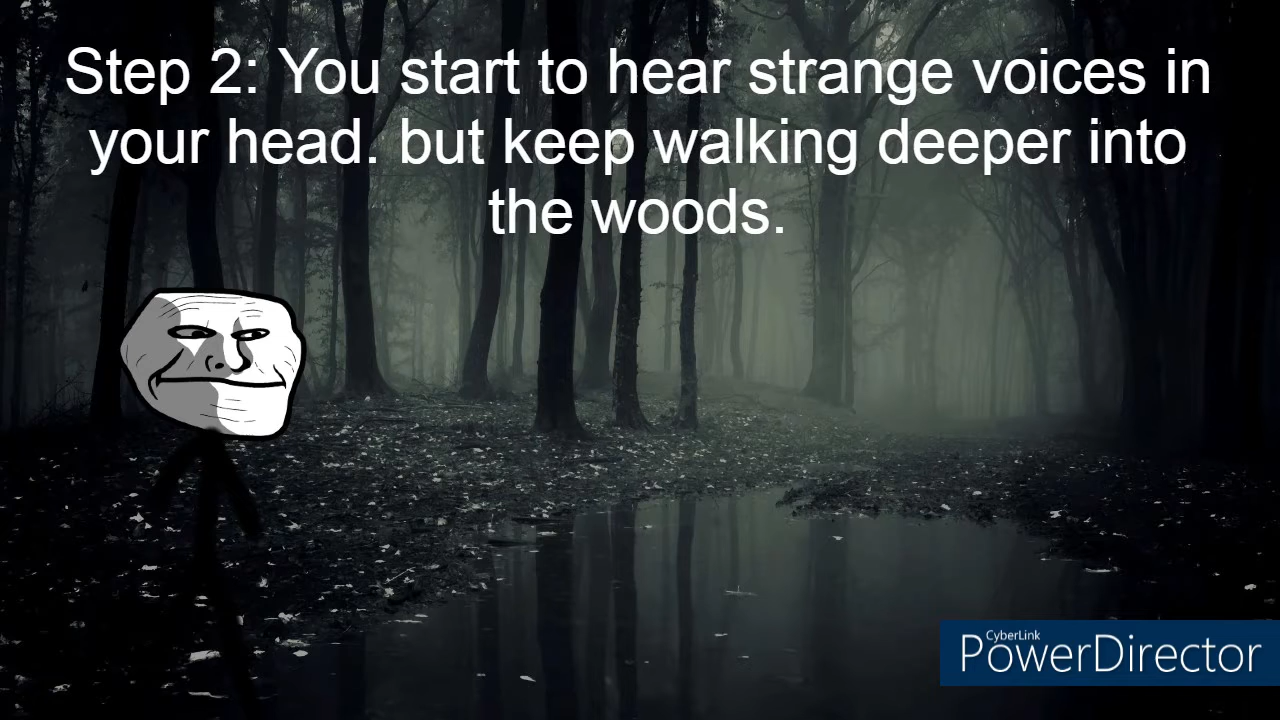 Step 2: You start to hear strange voices in
your head. but keep walking deeper into
the woods.
CyberLink
PowerDirector